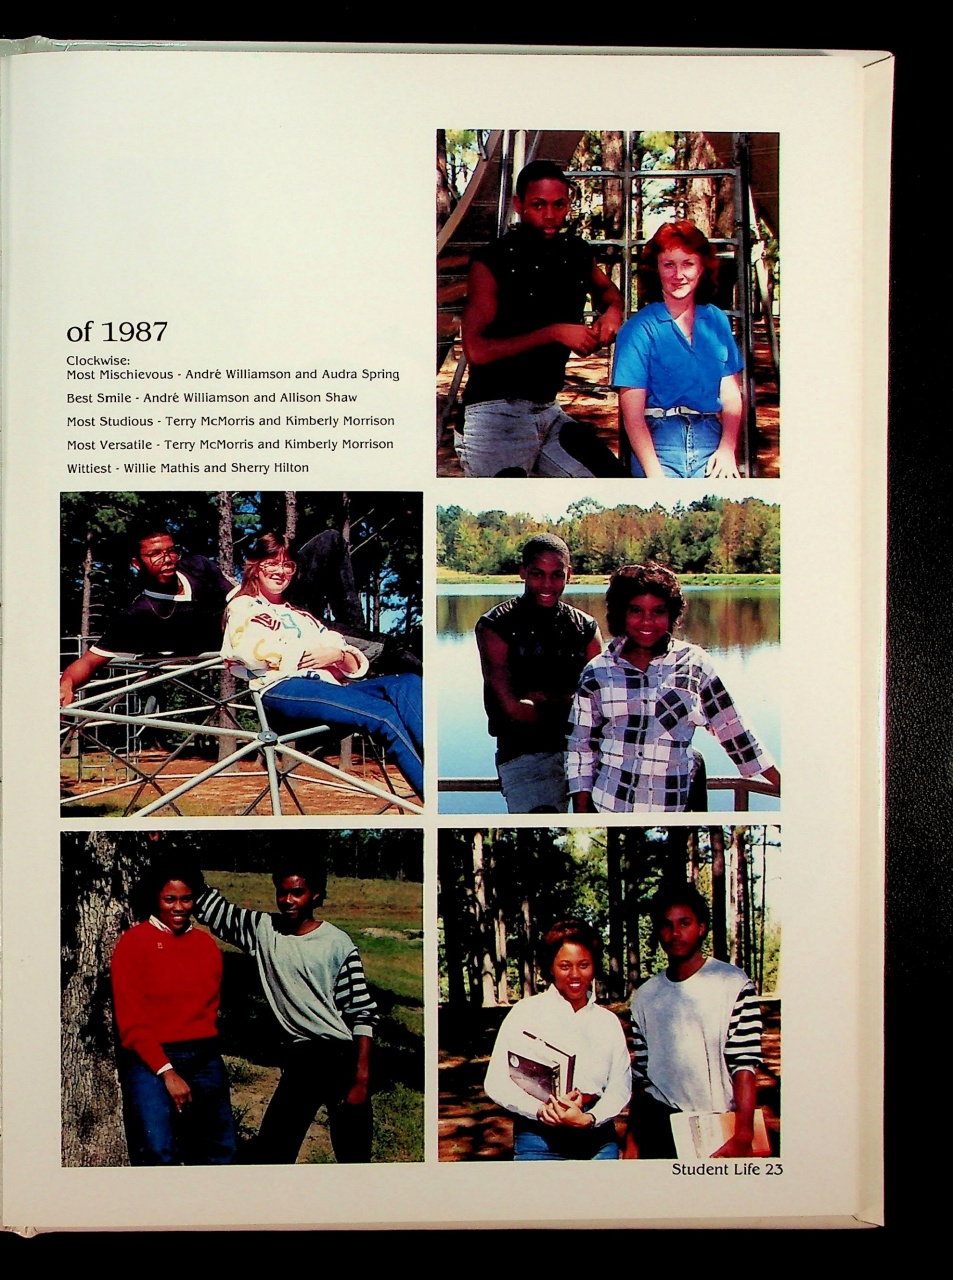 of 1987
Clockwise:
Most Mischievous - André Williamson and Audra Spring
Best Smile - André Williamson and Allison Shaw
Most Studious - Terry McMorris and Kimberly Morrison
Most Versatile - Terry McMorris and Kimberly Morrison
Wittiest - Willie Mathis and Sherry Hilton
Student Life 23